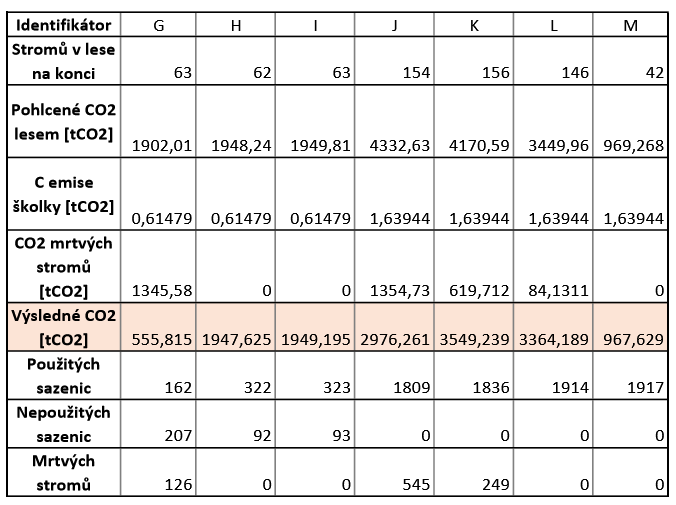 Identifikátor G H I J K L M
Stromů v lese
na konci 63 62 63 154 156 146 42
Pohlcené CO2
lesem [tCO2] 1902,01 1948,24 1949,81 4332,63 4170,59 3449,96 969,268
C emise
školky [tCO2] 0,61479 0,61479 0,61479 1,63944 1,63944 1,63944 1,63944
CO2 mrtvých
stromů
[tCO2] 1345,58 0 0 1354,73 619,712 84,1311 0
Výsledné CO2
[tCO2] 555,815 1947,625 1949,195 2976,261 3549,239 3364,189 967,629
Použitých
sazenic 162 322 323 1809 1836 1914 1917
Nepoužitých
sazenic 207 92 93 0 0 0 0
Mrtvých
stromů 126 0 0 545 249 0 0